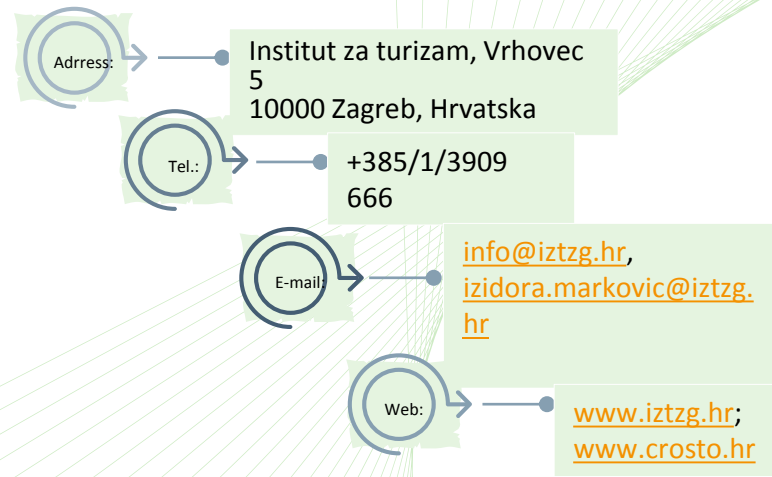 Adrress:
Institut za turizam, Vrhovec
5
10000 Zagreb, Hrvatska
Tel.:
+385/1/3909
666
E-mail:
info@iztzg.hr,
izidora.markovic@iztzg.
hr
Web:
www.iztzg.hr;
www.crosto.hr